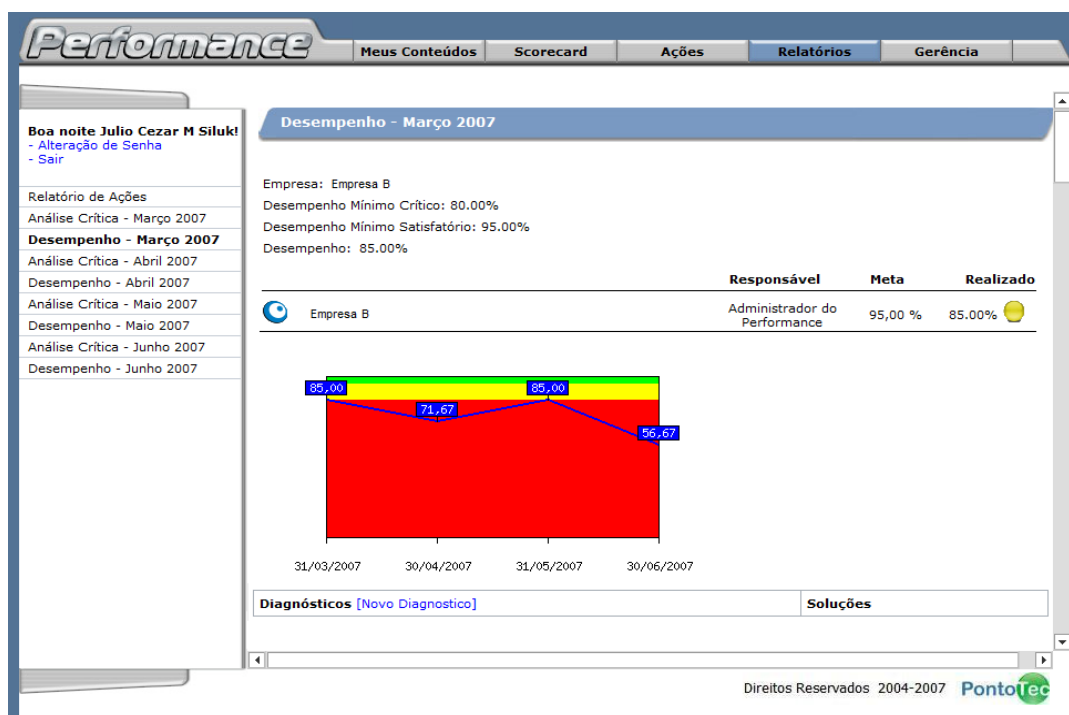 Performance
Meus Conteúdos Scorecard Ações Relatórios Gerência
Boa noite Julio Cezar M Siluk!
- Alteração de Senha
- Sair
Relatório de Ações
Análise Crítica - Março 2007
Desempenho - Março 2007
Análise Crítica - Abril 2007
Desempenho - Abril 2007
Análise Crítica - Maio 2007
Desempenho - Maio 2007
Análise Crítica - Junho 2007
Desempenho - Junho 2007
Desempenho - Março 2007
Empresa: Empresa B
Desempenho Mínimo Crítico: 80.00%
Desempenho Mínimo Satisfatório: 95.00%
Desempenho: 85.00%
Responsável Meta Realizado
Empresa B Administrador do Performance 95,00 % 85.00%
85,00 71,67 85,00 56,67
31/03/2007 30/04/2007 31/05/2007 30/06/2007
Diagnósticos [Novo Diagnostico] Soluções
Direitos Reservados 2004-2007 PontoTec